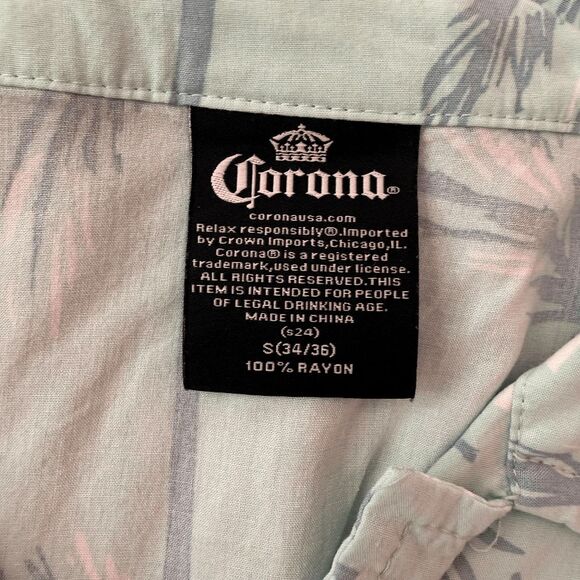 Corona®
coronausa.com
Relax responsibly®.Imported
by Crown Imports,Chicago,IL.
Corona® is a registered
trademark,used under license.
ALL RIGHTS RESERVED.THIS
ITEM IS INTENDED FOR PEOPLE
OF LEGAL DRINKING AGE.
MADE IN CHINA
(s24)
S(34/36)
100% RAYON